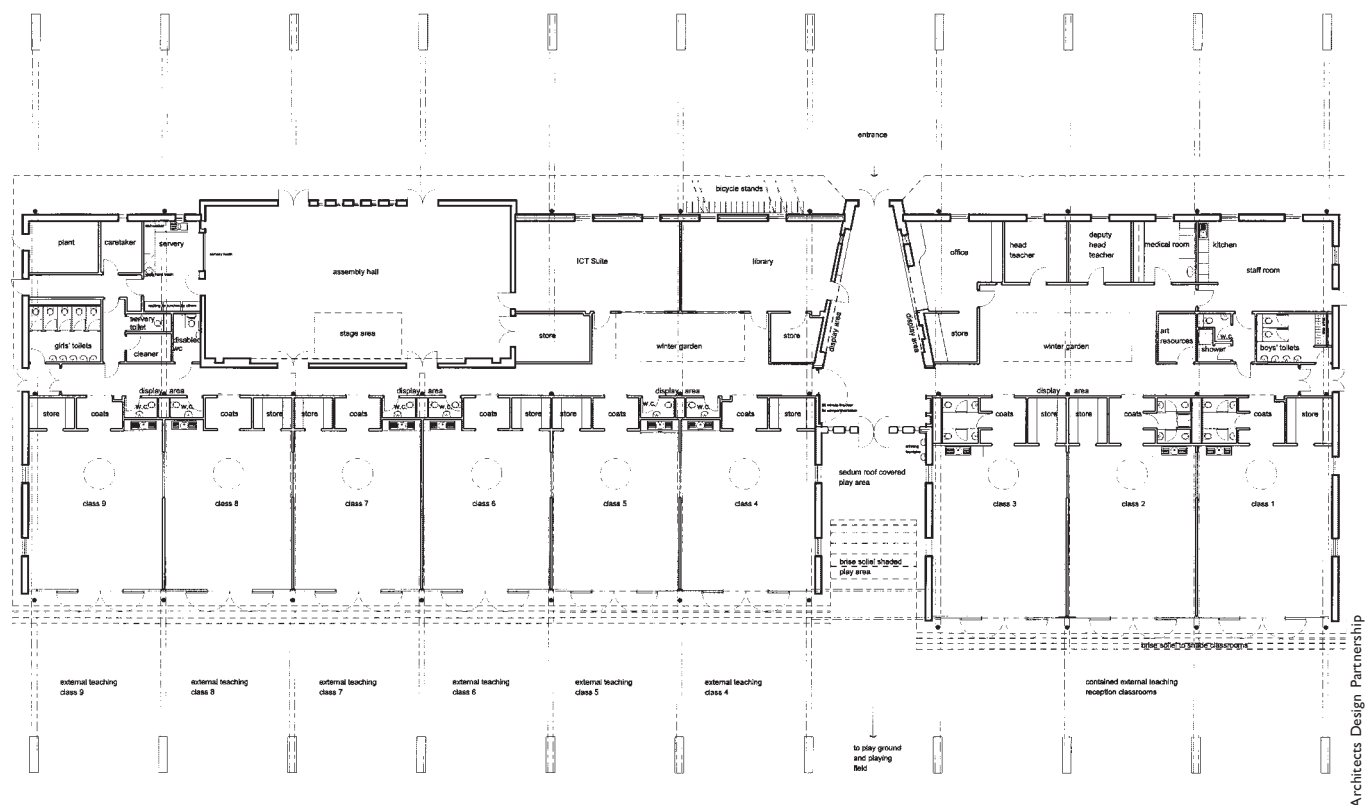 entrance
bicycle stands
plant
caretaker
servery
assembly hall
ICT Suite
library
office
head
teacher
deputy
head
teacher
medical room
kitchen
staff room
stage area
store
winter garden
store
display area
display area
store
winter garden
art
resources
shower
w.c.
boys' toilets
girls' toilets
servery
toilet
cleaner
disabled
wc
display area
display area
display area
display area
store
coats
w.c.
w.c.
coats
store
store
coats
w.c.
w.c.
coats
store
store
coats
w.c.
w.c.
coats
store
coats
store
store
coats
coats
store
class 9
class 8
class 7
class 6
class 5
class 4
sedum roof covered
play area
class 3
class 2
class 1
brise soliel shaded
play area
brise soliel to shade classrooms
external teaching
class 9
external teaching
class 8
external teaching
class 7
external teaching
class 6
external teaching
class 5
external teaching
class 4
contained external teaching
reception classrooms
to play ground
and playing
field
Architects Design Partnership